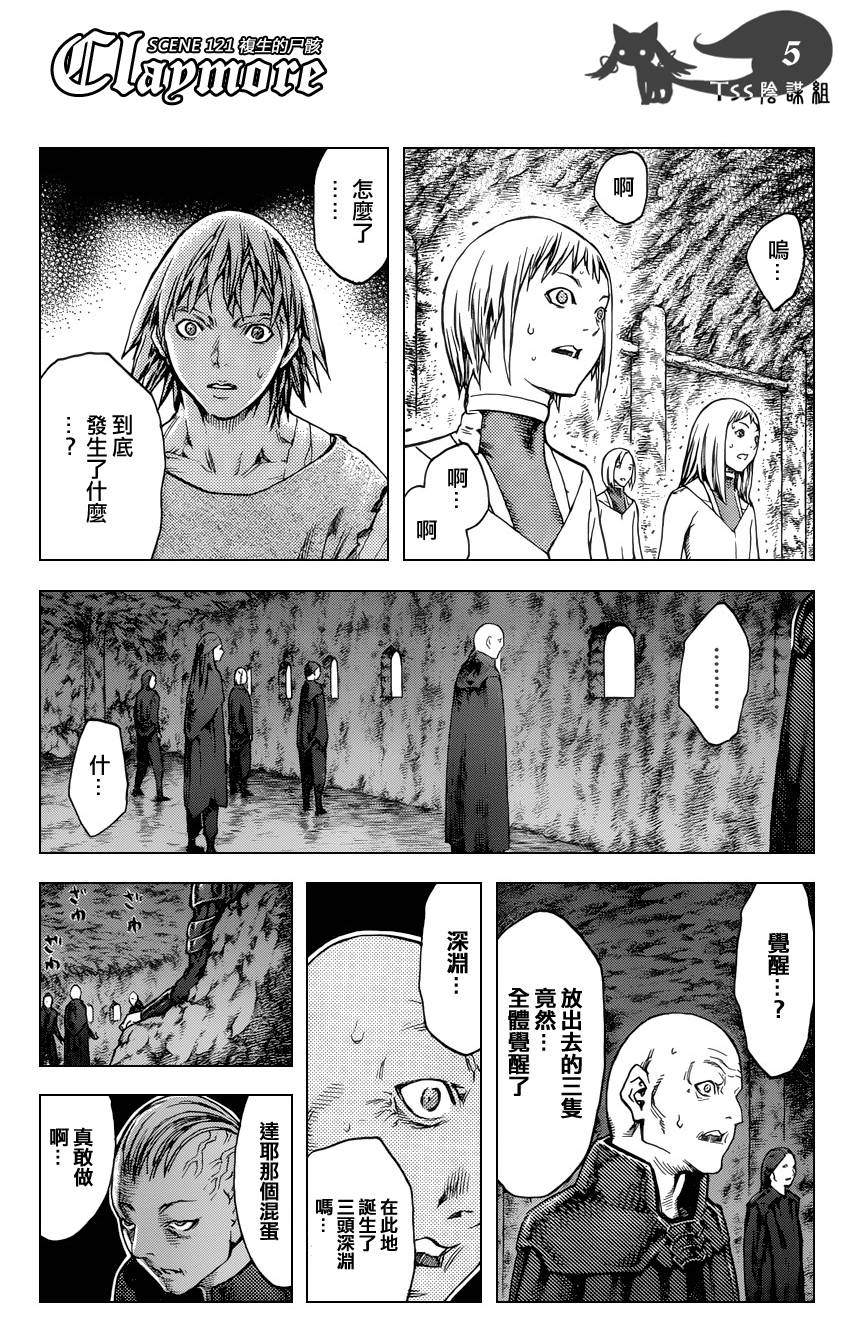 SCENE 121 複生的尸骸
Claymore
5
Tss陰謀組
嗚…
啊
啊…
啊
怎麼了
……
到底
發生了什麼
…?
………
什…
覺醒…?
放出去的三隻
竟然…
全體覺醒了
深淵…
在此地
誕生了
三頭深淵
嗎…
ざわ
ざわ
達耶那個混蛋
真敢做
啊…